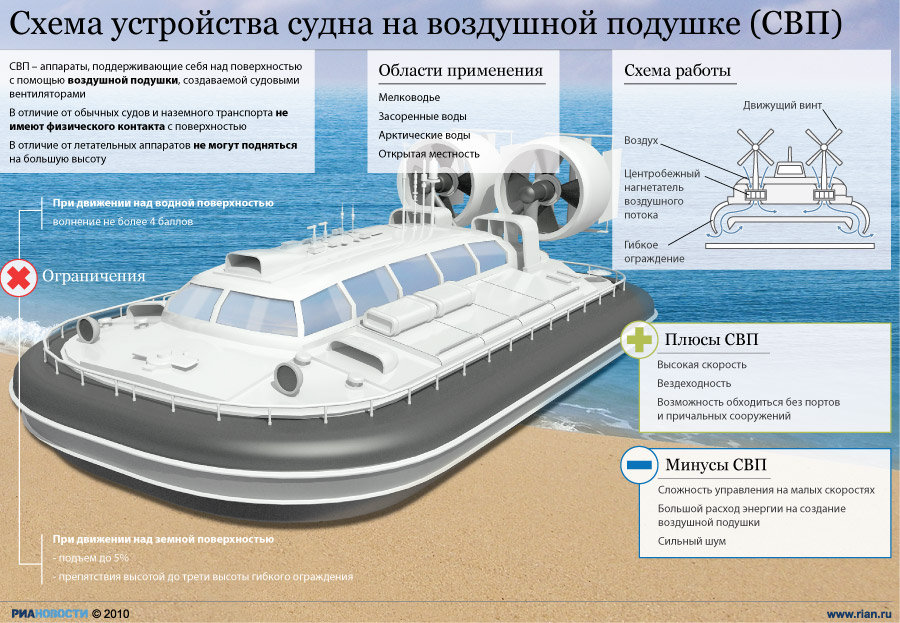 Схема устройства судна на воздушной подушке (СВП)
СВП – аппараты, поддерживающие себя над поверхностью
с помощью воздушной подушки, создаваемой судовыми
вентиляторами
В отличие от обычных судов и наземного транспорта не
имеют физического контакта с поверхностью
В отличие от летательных аппаратов не могут подняться
на большую высоту
Области применения
Мелководье
Засоренные воды
Арктические воды
Открытая местность
Схема работы
Движущий винт
Воздух
Центробежный
нагнетатель
воздушного
потока
Гибкое
ограждение
При движении над водной поверхностью
волнение не более 4 баллов
Ограничения
Плюсы СВП
Высокая скорость
Вездеходность
Возможность обходиться без портов
и причальных сооружений
Минусы СВП
Сложность управления на малых скоростях
Большой расход энергии на создание
воздушной подушки
Сильный шум
При движении над земной поверхностью
- подъем до 5%
- препятствия высотой до трети высоты гибкого ограждения
РИАНОВОСТИ © 2010
www.rian.ru